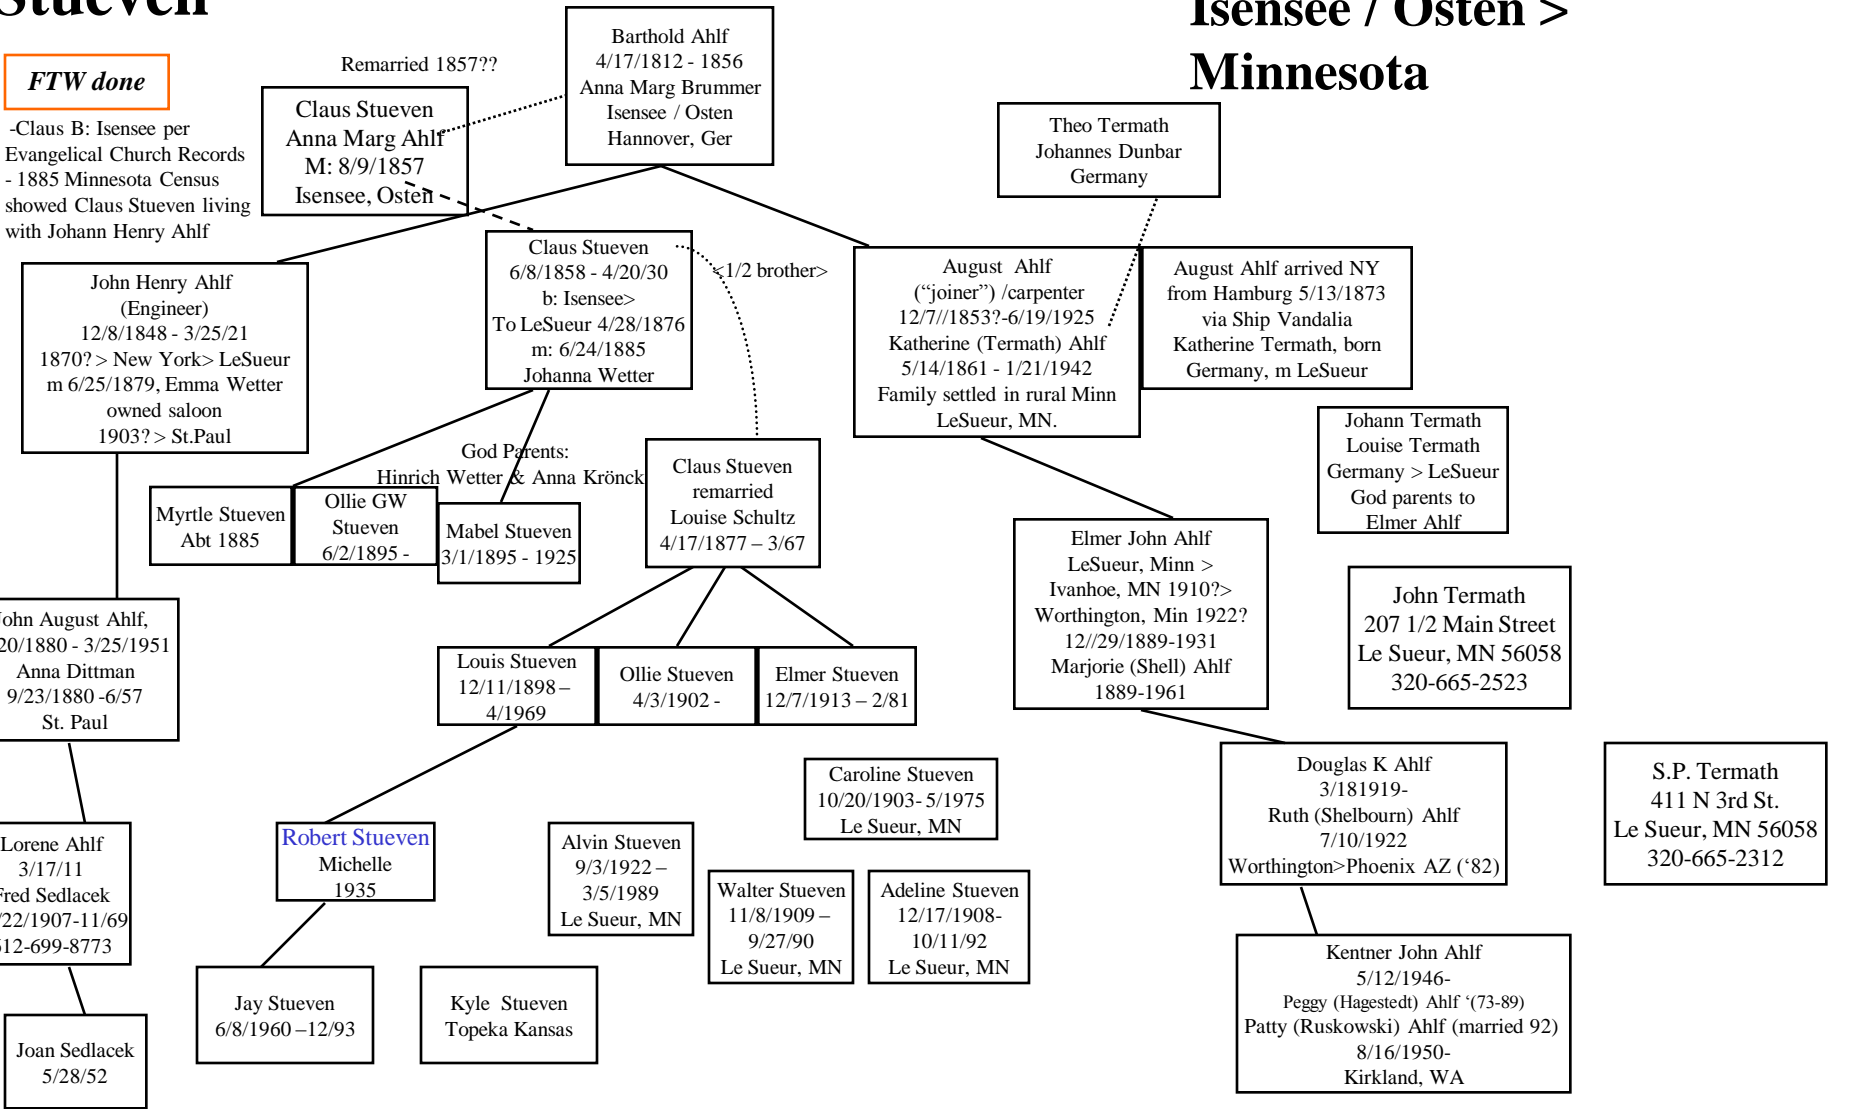 Stueven
Isensee / Osten >
Minnesota
FTW done
-Claus B: Isensee per
Evangelical Church Records
- 1885 Minnesota Census
showed Claus Stueven living
with Johann Henry Ahlf
Remarried 1857??
Claus Stueven
Anna Marg Ahlf
M: 8/9/1857
Isensee, Osten
Barthold Ahlf
4/17/1812 - 1856
Anna Marg Brummer
Isensee / Osten
Hannover, Ger
Theo Termath
Johannes Dunbar
Germany
John Henry Ahlf
(Engineer)
12/8/1848 - 3/25/21
1870? > New York> LeSueur
m 6/25/1879, Emma Wetter
owned saloon
1903? > St.Paul
Claus Stueven
6/8/1858 - 4/20/30
b: Isensee>
To LeSueur 4/28/1876
m: 6/24/1885
Johanna Wetter
<1/2 brother>
August Ahlf
(“joiner”) /carpenter
12/7//1853?-6/19/1925
Katherine (Termath) Ahlf
5/14/1861 - 1/21/1942
Family settled in rural Minn
LeSueur, MN.
August Ahlf arrived NY
from Hamburg 5/13/1873
via Ship Vandalia
Katherine Termath, born
Germany, m LeSueur
Johann Termath
Louise Termath
Germany > LeSueur
God parents to
Elmer Ahlf
God Parents:
Hinrich Wetter & Anna Krönck
Myrtle Stueven
Abt 1885
Ollie GW
Stueven
6/2/1895 -
Mabel Stueven
3/1/1895 - 1925
Claus Stueven
remarried
Louise Schultz
4/17/1877 – 3/67
Elmer John Ahlf
LeSueur, Minn >
Ivanhoe, MN 1910?>
Worthington, Min 1922?
12//29/1889-1931
Marjorie (Shell) Ahlf
1889-1961
John Termath
207 1/2 Main Street
Le Sueur, MN 56058
320-665-2523
John August Ahlf,
20/1880 - 3/25/1951
Anna Dittman
9/23/1880 -6/57
St. Paul
Louis Stueven
12/11/1898 –
4/1969
Ollie Stueven
4/3/1902 -
Elmer Stueven
12/7/1913 – 2/81
Douglas K Ahlf
3/181919-
Ruth (Shelbourn) Ahlf
7/10/1922
Worthington>Phoenix AZ (‘82)
S.P. Termath
411 N 3rd St.
Le Sueur, MN 56058
320-665-2312
Caroline Stueven
10/20/1903- 5/1975
Le Sueur, MN
Lorene Ahlf
3/17/11
Fred Sedlacek
/22/1907-11/69
612-699-8773
Robert Stueven
Michelle
1935
Alvin Stueven
9/3/1922 –
3/5/1989
Le Sueur, MN
Walter Stueven
11/8/1909 –
9/27/90
Le Sueur, MN
Adeline Stueven
12/17/1908-
10/11/92
Le Sueur, MN
Kentner John Ahlf
5/12/1946-
Peggy (Hagestedt) Ahlf ‘(73-89)
Patty (Ruskowski) Ahlf (married 92)
8/16/1950-
Kirkland, WA
Jay Stueven
6/8/1960 –12/93
Kyle Stueven
Topeka Kansas
Joan Sedlacek
5/28/52